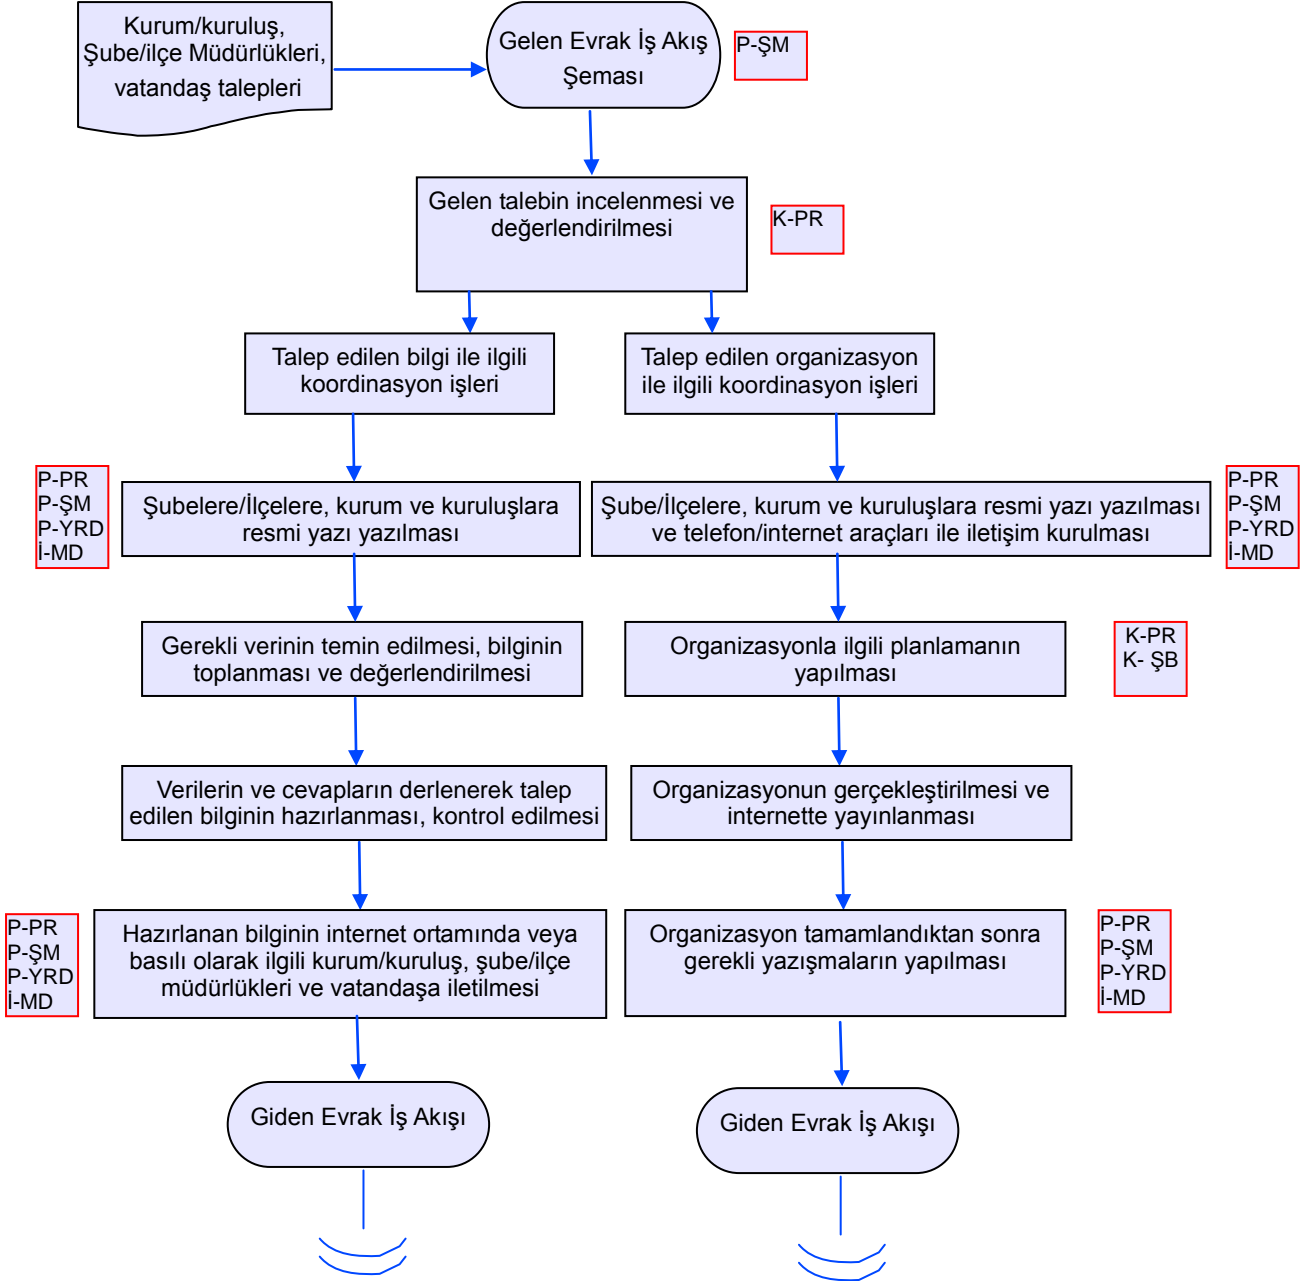 Kurum/kuruluş,
Şube/ilçe Müdürlükleri,
vatandaş talepleri
Gelen Evrak İş Akış
Şeması
P-ŞM
Gelen talebin incelenmesi ve
değerlendirilmesi
K-PR
Talep edilen bilgi ile ilgili
koordinasyon işleri
Talep edilen organizasyon
ile ilgili koordinasyon işleri
P-PR
P-ŞM
P-YRD
İ-MD
Şubelere/İlçelere, kurum ve kuruluşlara
resmi yazı yazılması
Şube/İlçelere, kurum ve kuruluşlara resmi yazı yazılması
ve telefon/internet araçları ile iletişim kurulması
P-PR
P-ŞM
P-YRD
İ-MD
Gerekli verinin temin edilmesi, bilginin
toplanması ve değerlendirilmesi
Organizasyonla ilgili planlamanın
yapılması
K-PR
K- ŞB
Verilerin ve cevapların derlenerek talep
edilen bilginin hazırlanması, kontrol edilmesi
Organizasyonun gerçekleştirilmesi ve
internette yayınlanması
P-PR
P-ŞM
P-YRD
İ-MD
Hazırlanan bilginin internet ortamında veya
basılı olarak ilgili kurum/kuruluş, şube/ilçe
müdürlükleri ve vatandaşa iletilmesi
Organizasyon tamamlandıktan sonra
gerekli yazışmaların yapılması
P-PR
P-ŞM
P-YRD
İ-MD
Giden Evrak İş Akışı
Giden Evrak İş Akışı